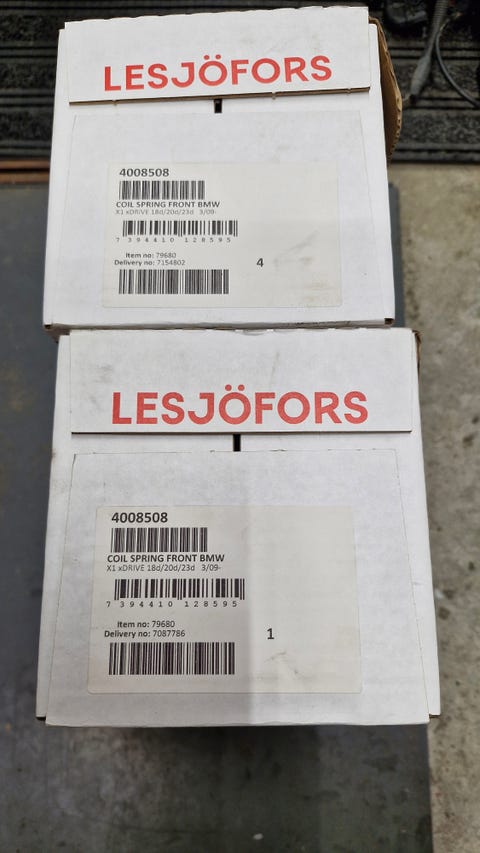 LESJÖFORS
4008508
COIL SPRING FRONT BMW
X1 xDRIVE 18d/20d/23d 3/09-
7 394410 128595
Item no: 79680
Delivery no: 7154802
4
LESJÖFORS
4008508
COIL SPRING FRONT BMW
X1 xDRIVE 18d/20d/23d 3/09-
7 394410 128595
Item no: 79680
Delivery no: 7087786
1